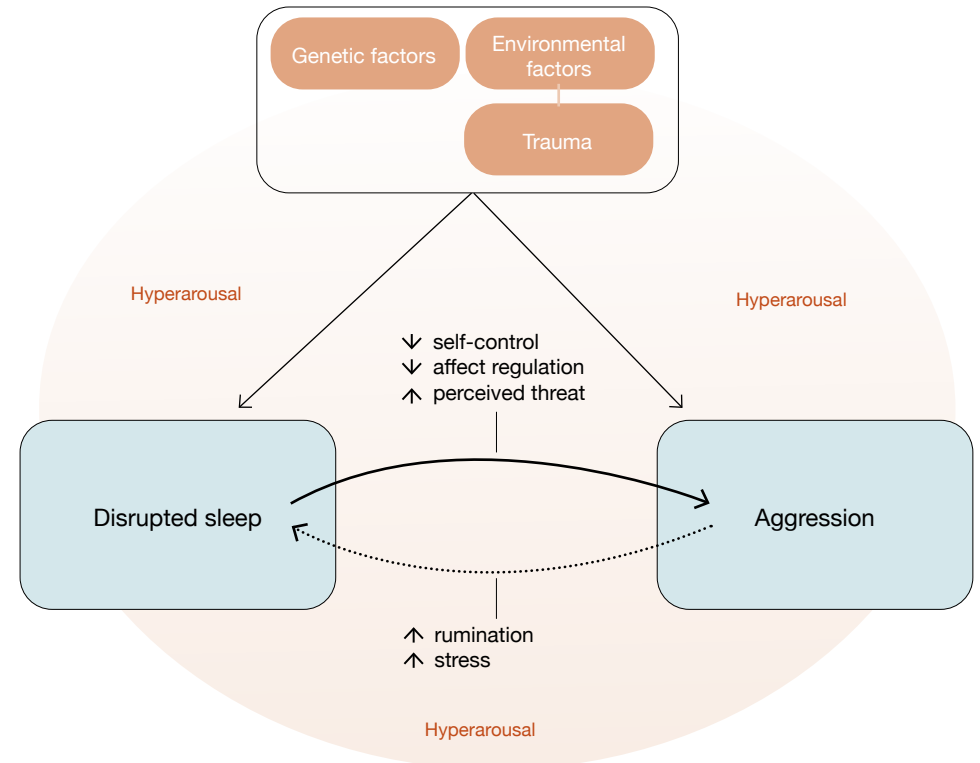 Genetic factors
Environmental
factors
Trauma
Hyperarousal
Hyperarousal
self-control
affect regulation
perceived threat
Disrupted sleep
Aggression
rumination
stress
Hyperarousal